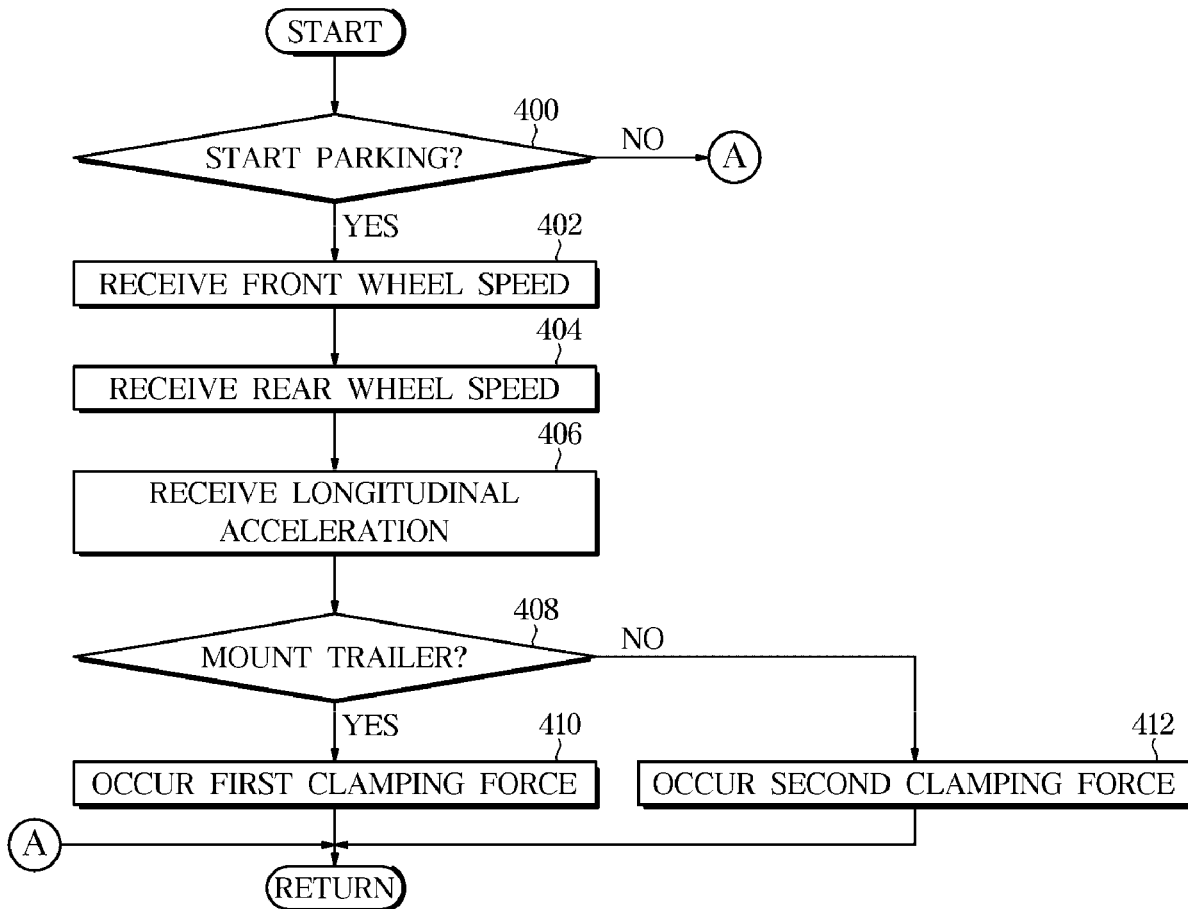 START
400
START PARKING?
NO
A
YES
402
RECEIVE FRONT WHEEL SPEED
404
RECEIVE REAR WHEEL SPEED
406
RECEIVE LONGITUDINAL
ACCELERATION
408
MOUNT TRAILER?
NO
YES
410
OCCUR FIRST CLAMPING FORCE
412
OCCUR SECOND CLAMPING FORCE
A
RETURN